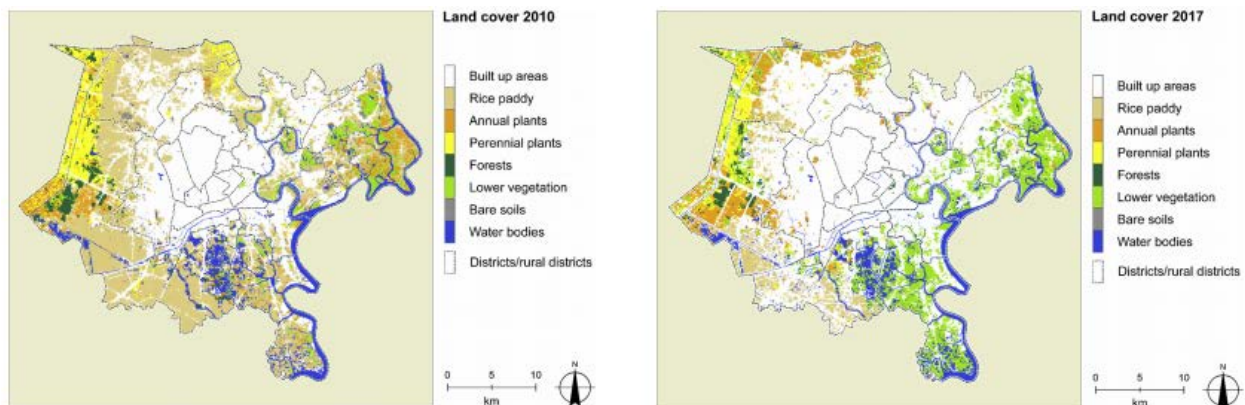 Land cover 2010
Built up areas
Rice paddy
Annual plants
Perennial plants
Forests
Lower vegetation
Bare soils
Water bodies
Districts/rural districts
N
0 5 10
km
Land cover 2017
Built up areas
Rice paddy
Annual plants
Perennial plants
Forests
Lower vegetation
Bare soils
Water bodies
Districts/rural districts
N
0 5 10
km